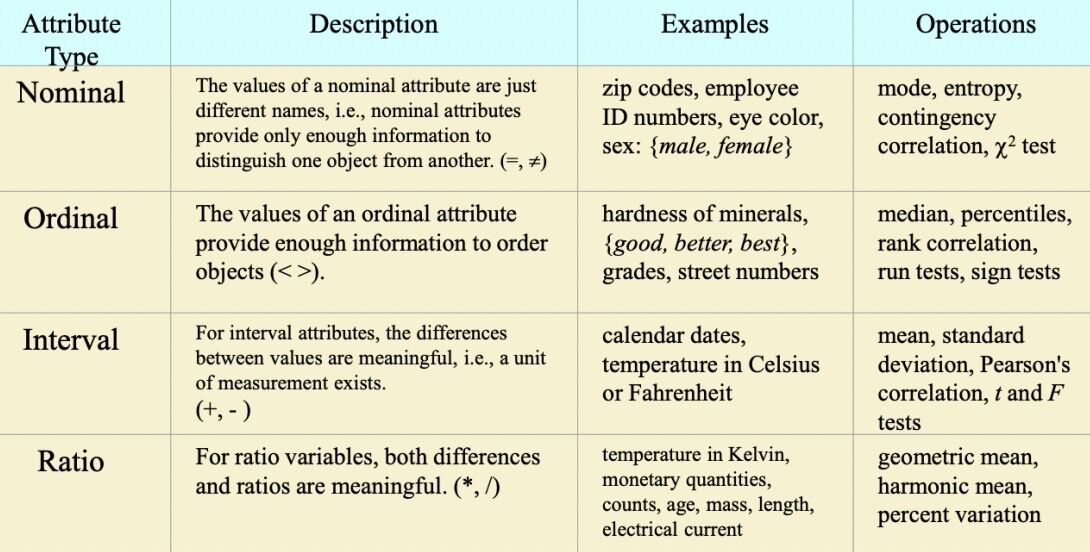 Attribute Type
Description
Examples
Operations
Nominal
The values of a nominal attribute are just
different names, i.e., nominal attributes
provide only enough information to
distinguish one object from another. (=, ≠)
zip codes, employee
ID numbers, eye color,
sex: {male, female}
mode, entropy,
contingency
correlation, χ² test
Ordinal
The values of an ordinal attribute
provide enough information to order
objects (< >).
hardness of minerals,
{good, better, best},
grades, street numbers
median, percentiles,
rank correlation,
run tests, sign tests
Interval
For interval attributes, the differences
between values are meaningful, i.e., a unit
of measurement exists.
(+, - )
calendar dates,
temperature in Celsius
or Fahrenheit
mean, standard
deviation, Pearson's
correlation, t and F
tests
Ratio
For ratio variables, both differences
and ratios are meaningful. (*, /)
temperature in Kelvin,
monetary quantities,
counts, age, mass, length,
electrical current
geometric mean,
harmonic mean,
percent variation